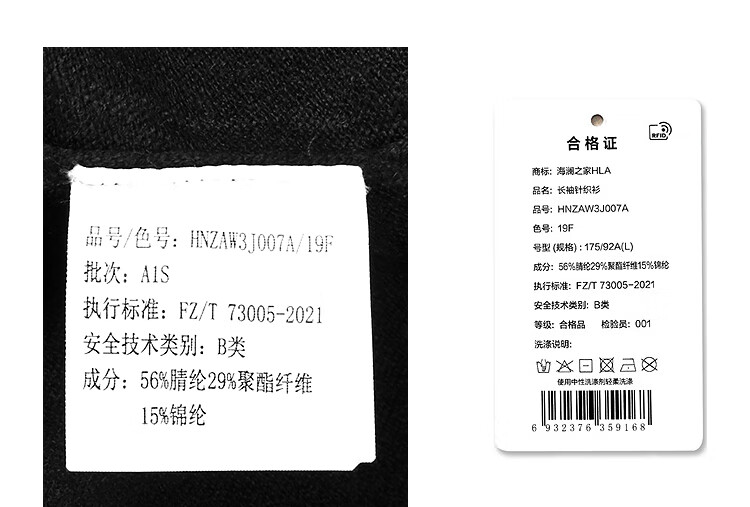 品号/色号: HNZAW3J007A/19F
批次: A1S
执行标准: FZ/T 73005-2021
安全技术类别: B类
成分: 56%腈纶29%聚酯纤维
15%锦纶
RFID
合格证
商标: 海澜之家HLA
品名: 长袖针织衫
品号: HNZAW3J007A
色号: 19F
号型 (规格) : 175/92A(L)
成分: 56%腈纶29%聚酯纤维15%锦纶
执行标准: FZ/T 73005-2021
安全技术类别: B类
等级: 合格品 检验员: 001
洗涤说明:
使用中性洗涤剂轻柔洗涤
6 932376 359168